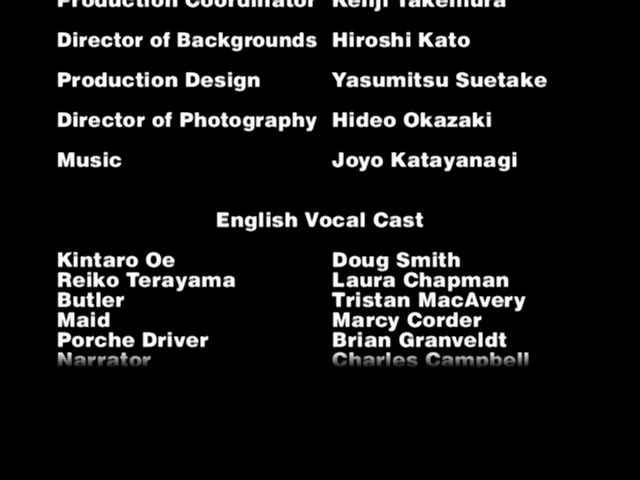 Production Coordinator Kenji Takemura
Director of Backgrounds Hiroshi Kato
Production Design Yasumitsu Suetake
Director of Photography Hideo Okazaki
Music Joyo Katayanagi
English Vocal Cast
Kintaro Oe Doug Smith
Reiko Terayama Laura Chapman
Butler Tristan MacAvery
Maid Marcy Corder
Porche Driver Brian Granveldt
Narrator Charles Campbell